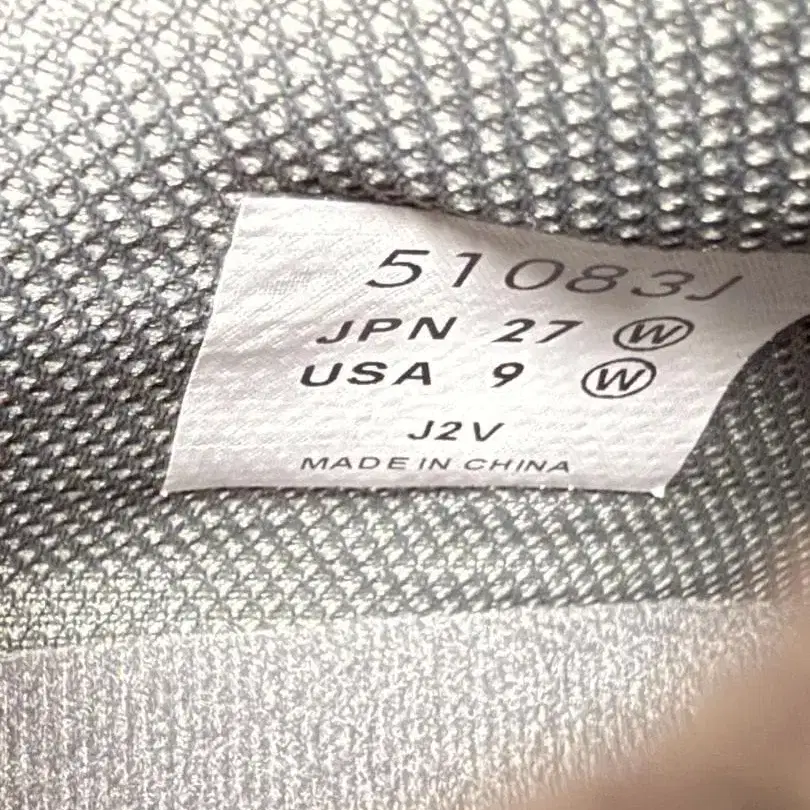 51083J
JPN 27 Ⓦ
USA 9 Ⓦ
J2V
MADE IN CHINA